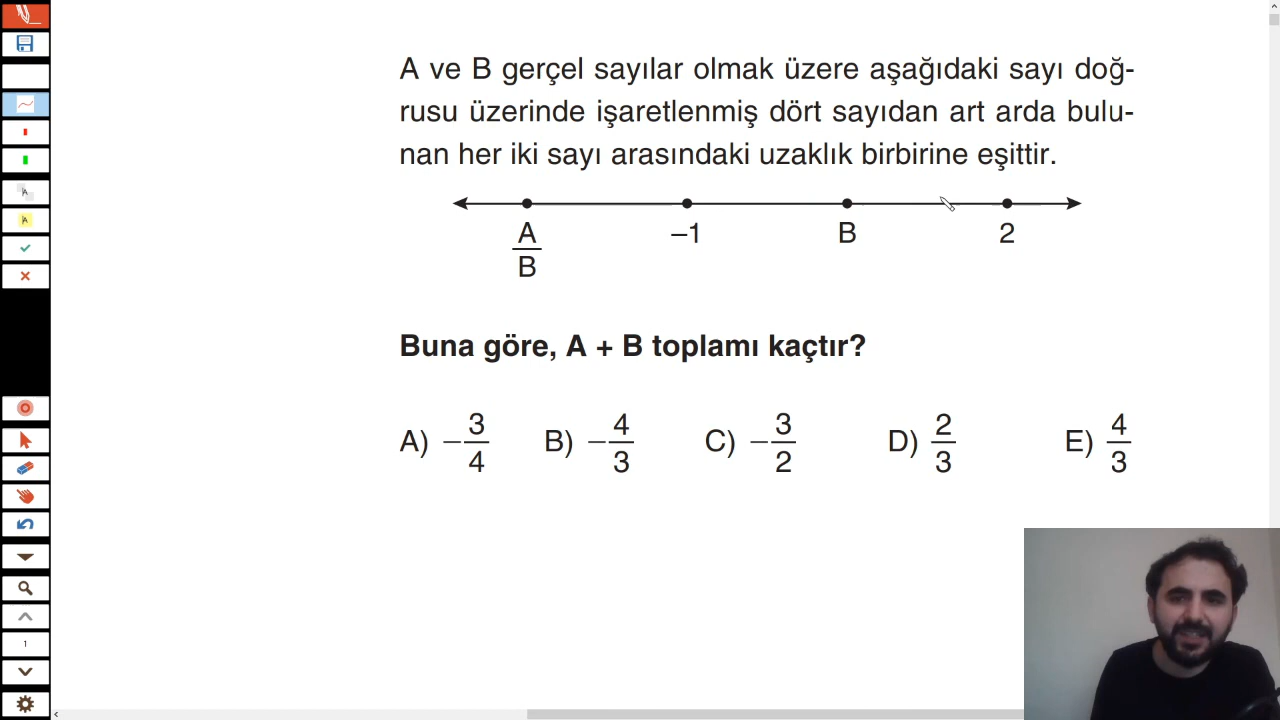 A ve B gerçel sayılar olmak üzere aşağıdaki sayı doğ-
rusu üzerinde işaretlenmiş dört sayıdan art arda bulu-
nan her iki sayı arasındaki uzaklık birbirine eşittir.
A/B −1 B 2
Buna göre, A + B toplamı kaçtır?
A) −3/4 B) −4/3 C) −3/2 D) 2/3 E) 4/3
A
A
1